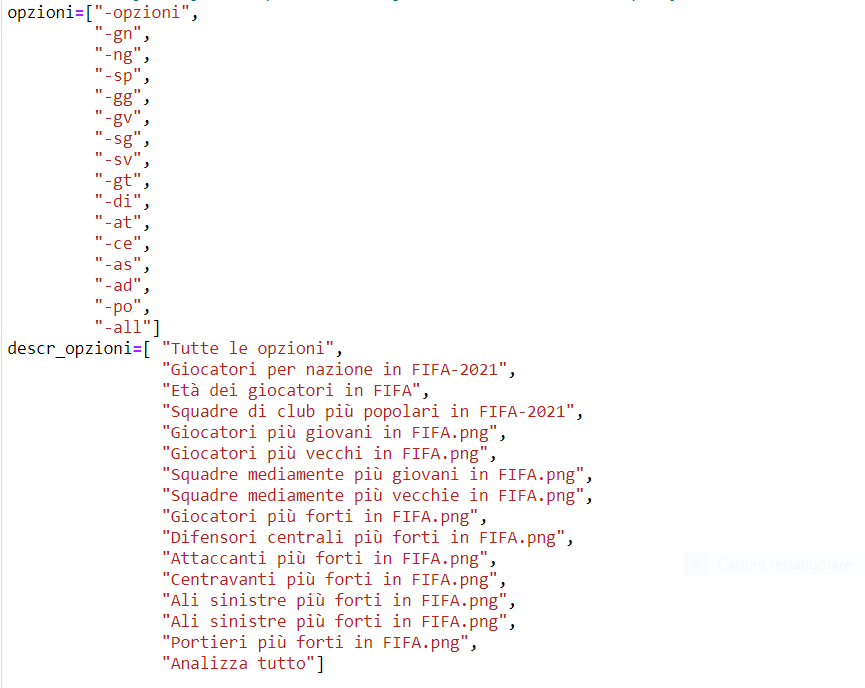 opzioni=["-opzioni",
"-gn",
"-ng",
"-sp",
"-gg",
"-gv",
"-sg",
"-sv",
"-gt",
"-di",
"-at",
"-ce",
"-as",
"-ad",
"-po",
"-all"]
descr_opzioni=[ "Tutte le opzioni",
"Giocatori per nazione in FIFA-2021",
"Età dei giocatori in FIFA",
"Squadre di club più popolari in FIFA-2021",
"Giocatori più giovani in FIFA.png",
"Giocatori più vecchi in FIFA.png",
"Squadre mediamente più giovani in FIFA.png",
"Squadre mediamente più vecchie in FIFA.png",
"Giocatori più forti in FIFA.png",
"Difensori centrali più forti in FIFA.png",
"Attaccanti più forti in FIFA.png",
Cattura rettangolare
"Centravanti più forti in FIFA.png",
"Ali sinistre più forti in FIFA.png",
"Ali sinistre più forti in FIFA.png",
"Portieri più forti in FIFA.png",
"Analizza tutto"]